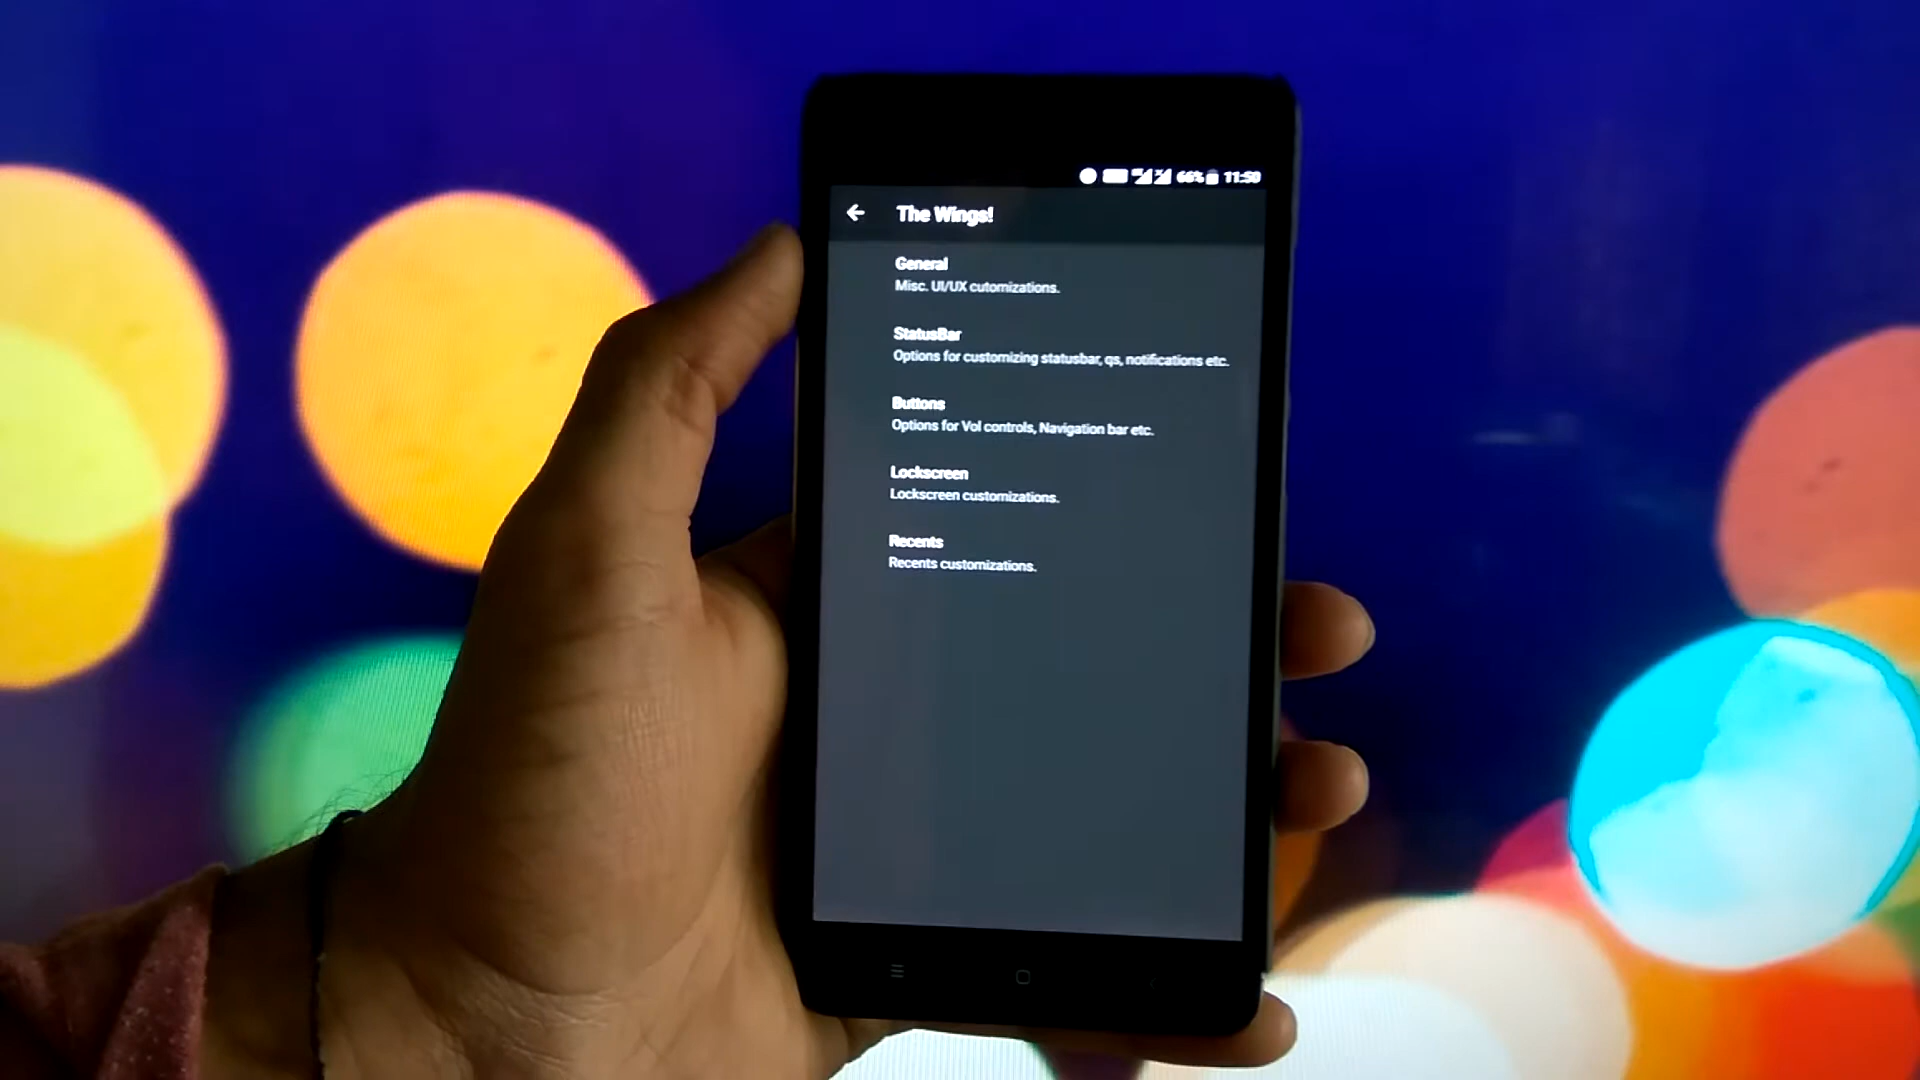 66% 11:50
The Wings!
General
Misc. UI/UX cutomizations.
StatusBar
Options for customizing statusbar, qs, notifications etc.
Buttons
Options for Vol controls, Navigation bar etc.
Lockscreen
Lockscreen customizations.
Recents
Recents customizations.